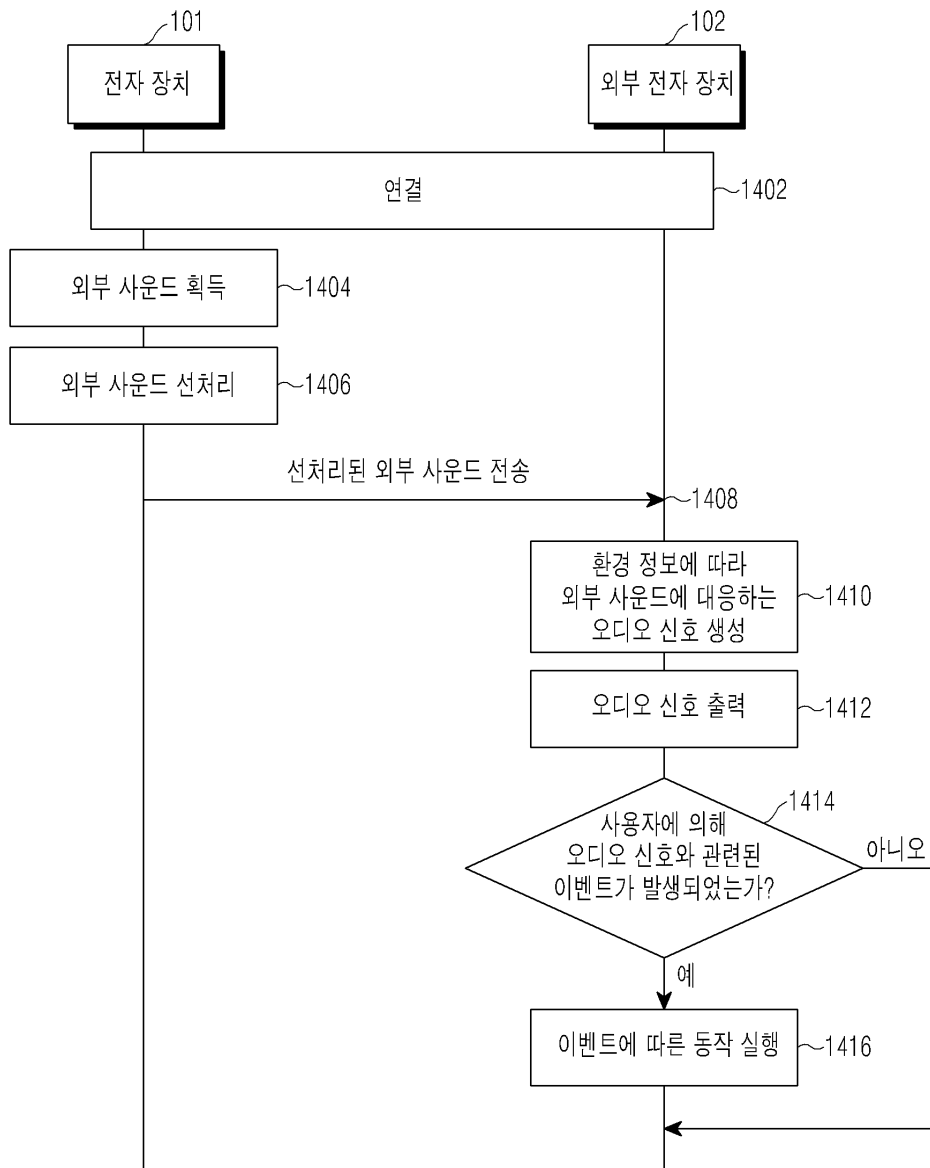 101
102
전자 장치
외부 전자 장치
연결
1402
외부 사운드 획득
1404
외부 사운드 선처리
1406
선처리된 외부 사운드 전송
1408
환경 정보에 따라
외부 사운드에 대응하는
오디오 신호 생성
1410
오디오 신호 출력
1412
1414
사용자에 의해
오디오 신호와 관련된
이벤트가 발생되었는가?
아니오
예
이벤트에 따른 동작 실행
1416